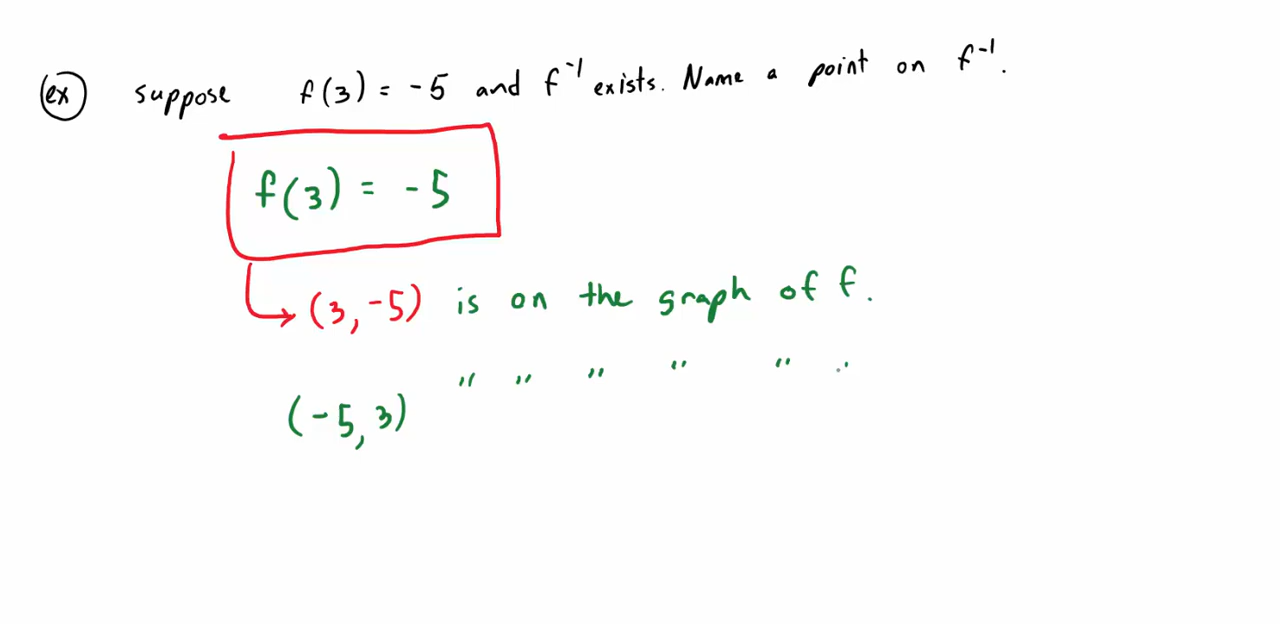 (ex) suppose f(3) = -5 and f⁻¹ exists. Name a point on f⁻¹.
f(3) = -5
(3, -5) is on the graph of f.
(-5, 3) " " " " " "